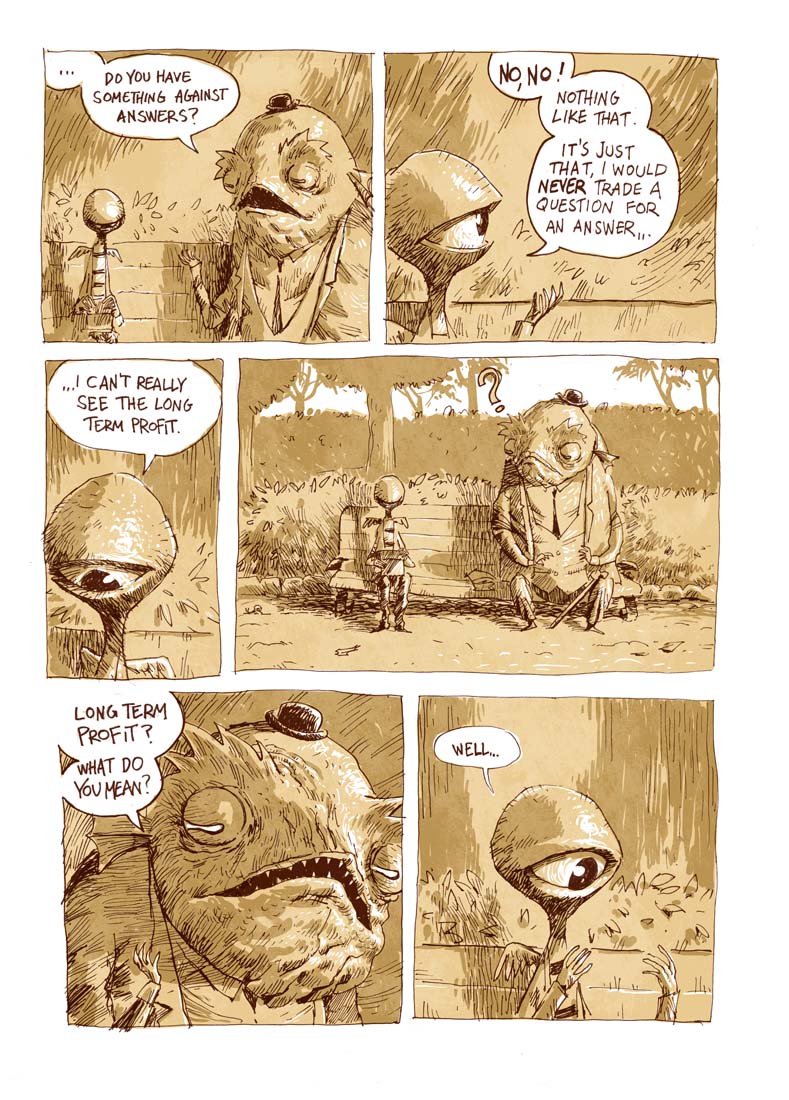 ...
DO YOU HAVE
SOMETHING AGAINST
ANSWERS?
NO, NO!
NOTHING
LIKE THAT.
IT'S JUST
THAT, I WOULD
NEVER TRADE A
QUESTION FOR
AN ANSWER...
...I CAN'T REALLY
SEE THE LONG
TERM PROFIT.
?
LONG TERM
PROFIT?
WHAT DO
YOU MEAN?
WELL...